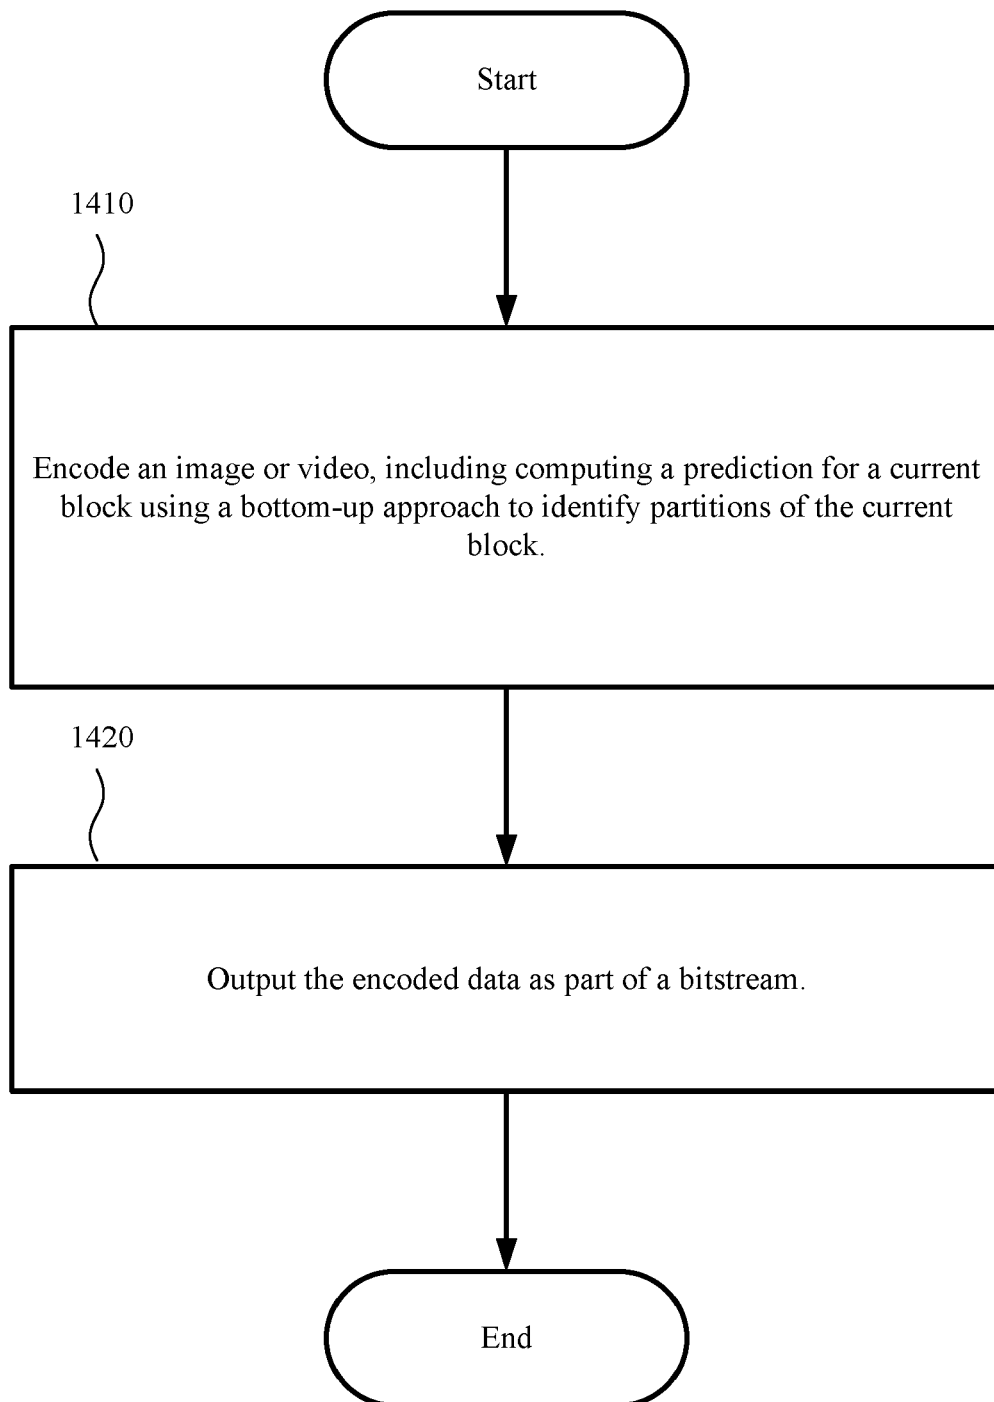 Start
1410
Encode an image or video, including computing a prediction for a current
block using a bottom-up approach to identify partitions of the current
block.
1420
Output the encoded data as part of a bitstream.
End